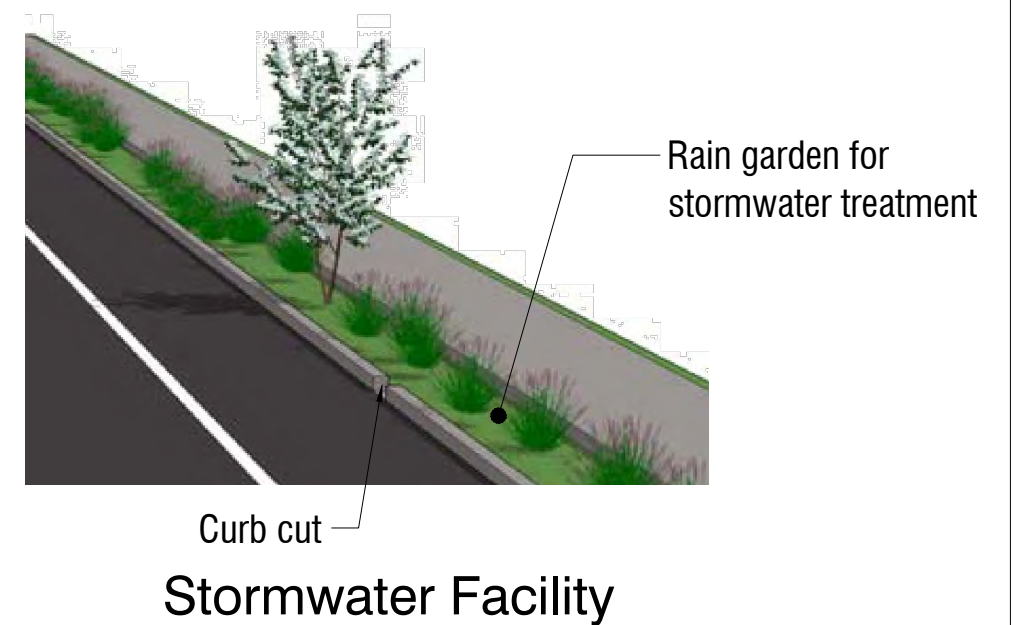 Rain garden for
stormwater treatment
Curb cut
Stormwater Facility